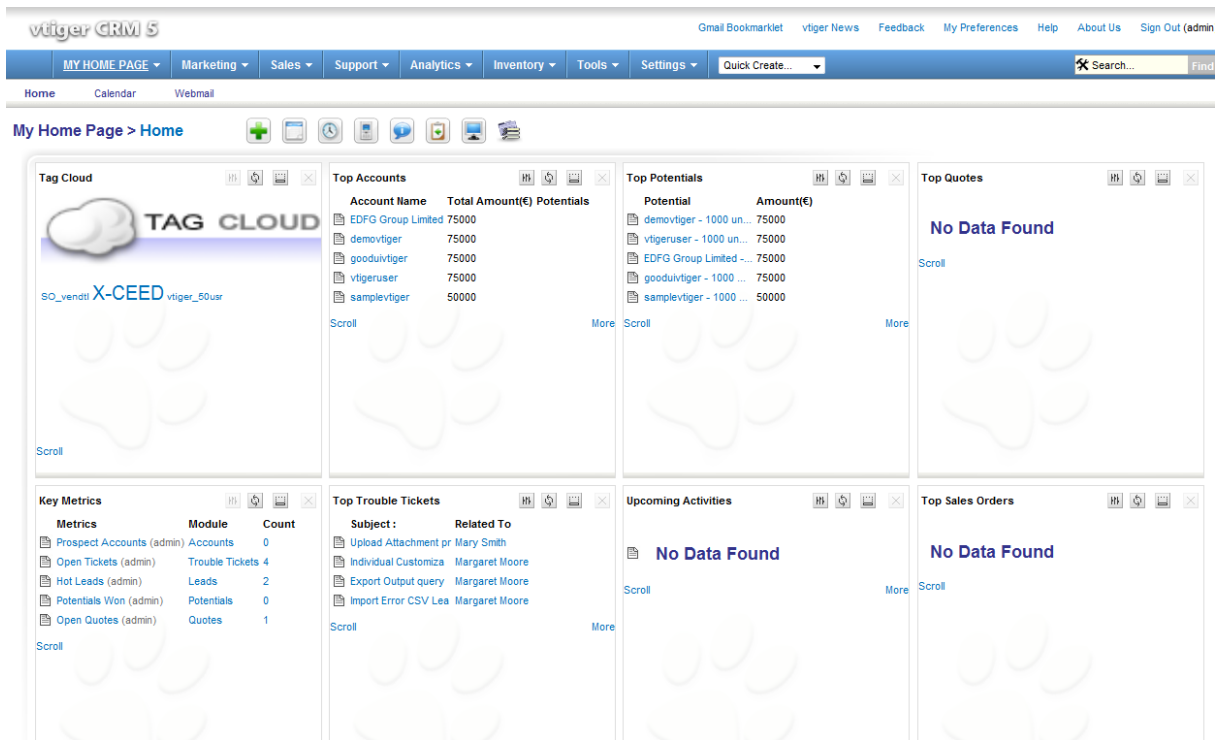 vtiger CRM 5
Gmail Bookmarklet vtiger News Feedback My Preferences Help About Us Sign Out (admin
MY HOME PAGE Marketing Sales Support Analytics Inventory Tools Settings Quick Create... Search... Find
Home Calendar Webmail
My Home Page > Home
Tag Cloud
TAG CLOUD
SO_vendtl X-CEED vtiger_50usr
Scroll
Top Accounts
Account Name Total Amount(€) Potentials
EDFG Group Limited 75000
demovtiger 75000
gooduivtiger 75000
vtigeruser 75000
samplevtiger 50000
Scroll More
Top Potentials
Potential Amount(€)
demovtiger - 1000 un... 75000
vtigeruser - 1000 un... 75000
EDFG Group Limited -... 75000
gooduivtiger - 1000 ... 75000
samplevtiger - 1000 ... 50000
Scroll More
Top Quotes
No Data Found
Scroll
Key Metrics
Metrics Module Count
Prospect Accounts (admin) Accounts 0
Open Tickets (admin) Trouble Tickets 4
Hot Leads (admin) Leads 2
Potentials Won (admin) Potentials 0
Open Quotes (admin) Quotes 1
Scroll
Top Trouble Tickets
Subject : Related To
Upload Attachment pr Mary Smith
Individual Customiza Margaret Moore
Export Output query Margaret Moore
Import Error CSV Lea Margaret Moore
Scroll More
Upcoming Activities
No Data Found
Scroll More
Top Sales Orders
No Data Found
Scroll